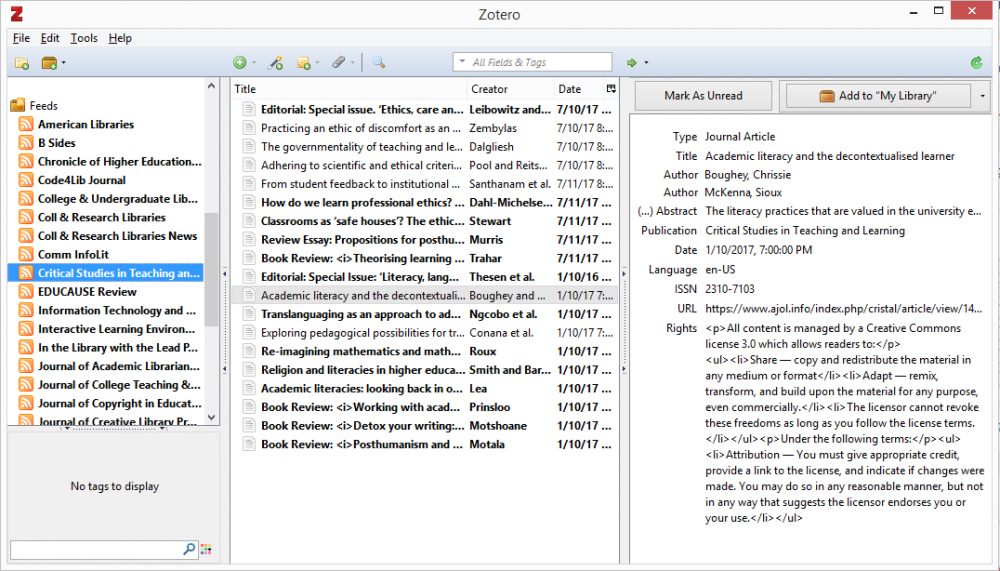 Z Zotero
File Edit Tools Help
All Fields & Tags
Feeds
American Libraries
B Sides
Chronicle of Higher Education...
Code4Lib Journal
College & Undergraduate Lib...
Coll & Research Libraries
Coll & Research Libraries News
Comm InfoLit
Critical Studies in Teaching an...
EDUCAUSE Review
Information Technology and ...
Interactive Learning Environ...
In the Library with the Lead P...
Journal of Academic Librarian...
Journal of College Teaching &...
Journal of Copyright in Educat...
Journal of Creative Library Pr...
No tags to display
Title Creator Date
Editorial: Special issue. ‘Ethics, care an... Leibowitz and... 7/10/17 ...
Practicing an ethic of discomfort as an ... Zembylas 7/10/17 8:...
The governmentality of teaching and le... Dalgliesh 7/10/17 8:...
Adhering to scientific and ethical criteri... Pool and Reits... 7/10/17 8:...
From student feedback to institutional ... Santhanam et al. 7/11/17 8:...
How do we learn professional ethics? ... Dahl-Michelse... 7/11/17 ...
Classrooms as ‘safe houses’? The ethic... Stewart 7/11/17 ...
Review Essay: Propositions for posthu... Murris 7/11/17 ...
Book Review: <i>Theorising learning ... Trahar 7/11/17 ...
Editorial: Special Issue: ‘Literacy, lang... Thesen et al. 1/10/16 ...
Academic literacy and the decontextuali... Boughey and ... 1/10/17 7:...
Translanguaging as an approach to ad... Ngcobo et al. 1/10/17 ...
Exploring pedagogical possibilities for tr... Conana et al. 1/10/17 7:...
Re-imagining mathematics and math... Roux 1/10/17 ...
Religion and literacies in higher educa... Smith and Bar... 1/10/17 ...
Academic literacies: looking back in o... Lea 1/10/17 ...
Book Review: <i>Working with acad... Prinsloo 1/10/17 ...
Book Review: <i>Detox your writing:... Motshoane 1/10/17 ...
Book Review: <i>Posthumanism and ... Motala 1/10/17 ...
Mark As Unread Add to “My Library”
Type Journal Article
Title Academic literacy and the decontextualised learner
Author Boughey, Chrissie
Author McKenna, Sioux
(...) Abstract The literacy practices that are valued in the university e...
Publication Critical Studies in Teaching and Learning
Date 1/10/2017, 7:00:00 PM
Language en-US
ISSN 2310-7103
URL https://www.ajol.info/index.php/cristal/article/view/14...
Rights <p>All content is managed by a Creative Commons
license 3.0 which allows readers to:</p>
<ul><li>Share — copy and redistribute the material in
any medium or format</li><li>Adapt — remix,
transform, and build upon the material for any purpose,
even commercially.</li><li>The licensor cannot revoke
these freedoms as long as you follow the license terms.
</li></ul><p>Under the following terms:</p><ul>
<li>Attribution — You must give appropriate credit,
provide a link to the license, and indicate if changes were
made. You may do so in any reasonable manner, but not
in any way that suggests the licensor endorses you or
your use.</li></ul>